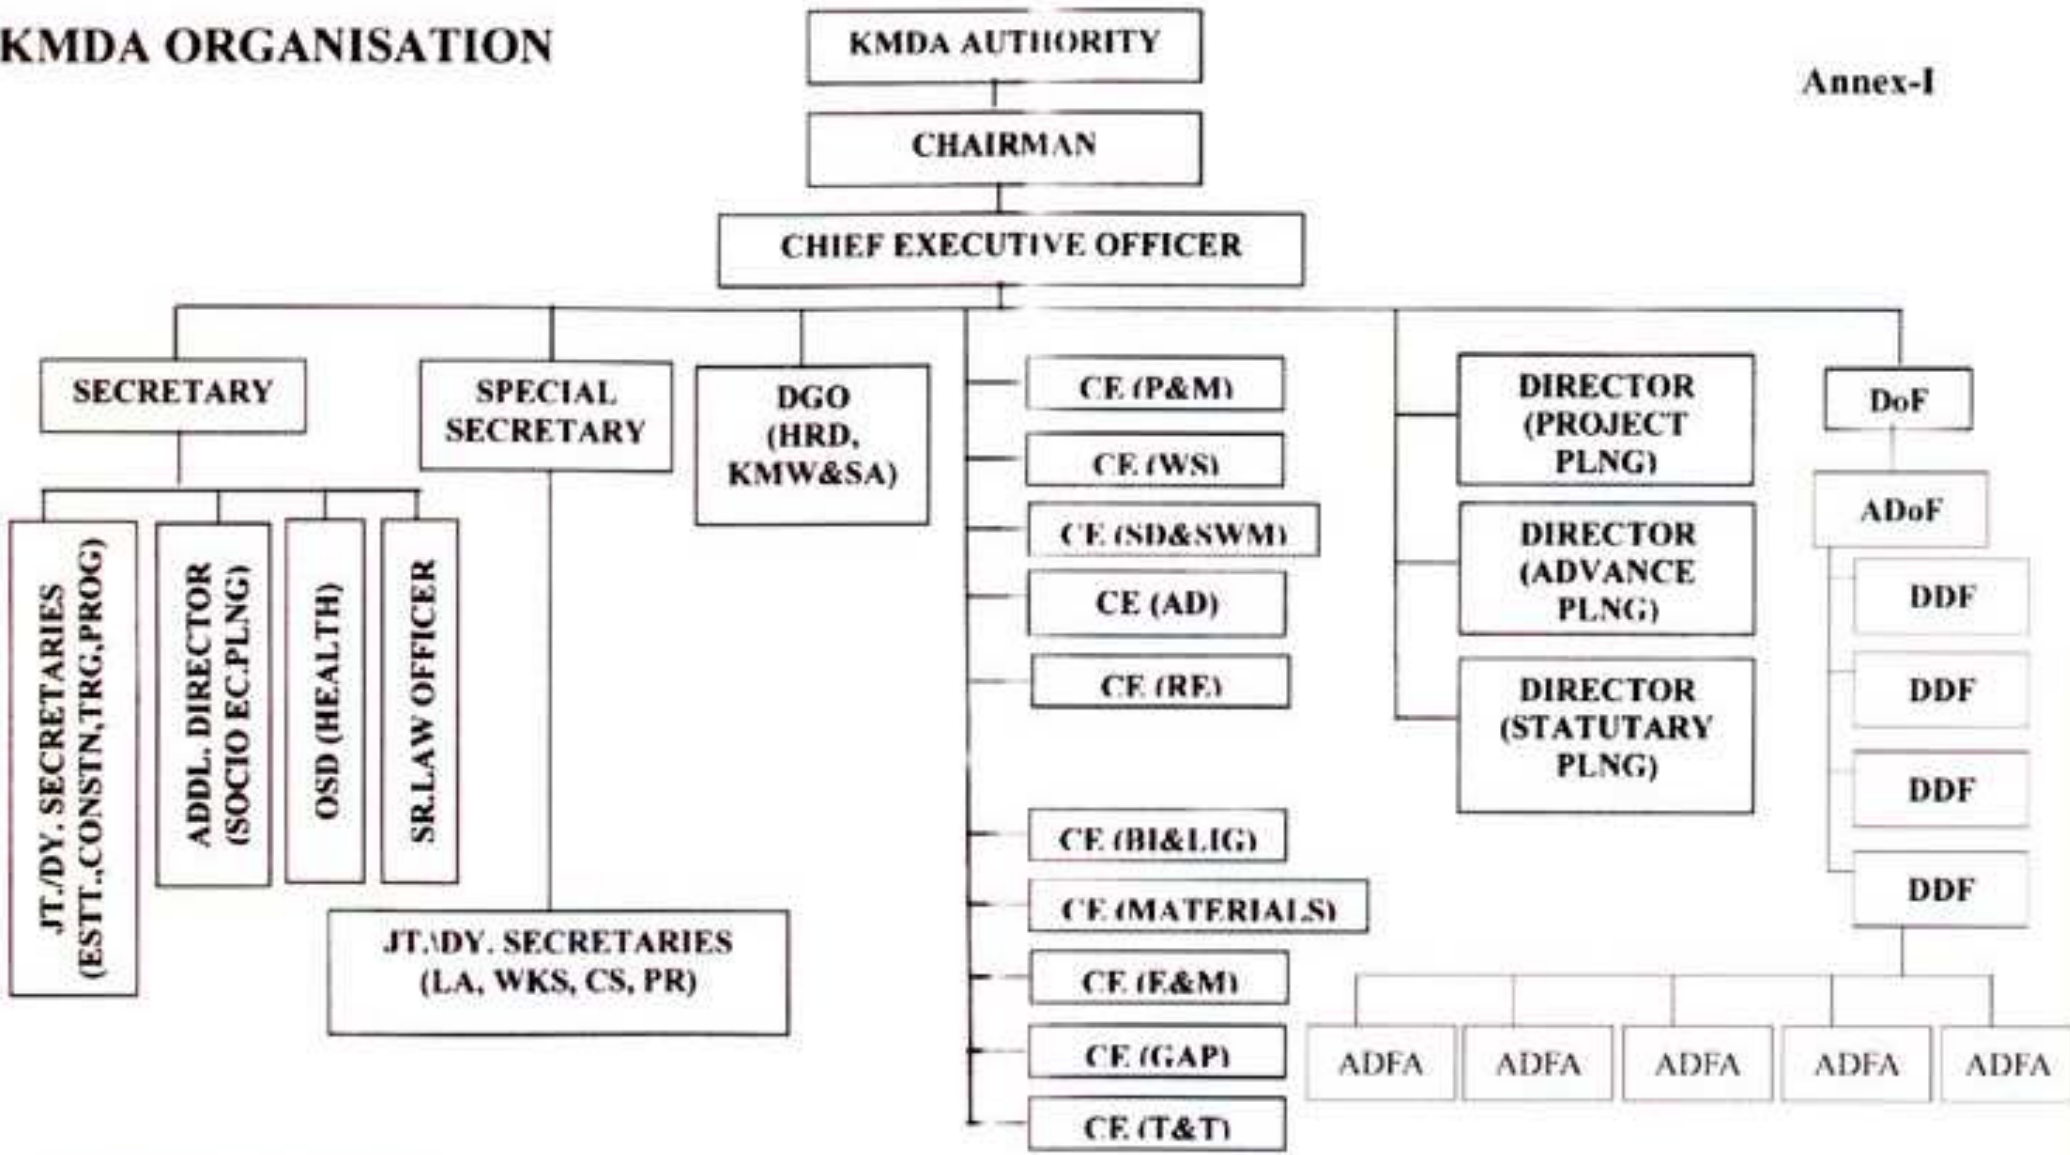 KMDA ORGANISATION
Annex-I
KMDA AUTHORITY
CHAIRMAN
CHIEF EXECUTIVE OFFICER
SECRETARY
SPECIAL
SECRETARY
DGO
(HRD,
KMW&SA)
JT./DY. SECRETARIES
(ESTT.,CONSTN,TRG,PROG)
ADDL. DIRECTOR
(SOCIO EC.PLNG)
OSD (HEALTH)
SR.LAW OFFICER
JT.\DY. SECRETARIES
(LA, WKS, CS, PR)
CE (P&M)
CE (WS)
CE (SD&SWM)
CE (AD)
CE (RE)
CE (BI&LIG)
CE (MATERIALS)
CE (E&M)
CE (GAP)
CE (T&T)
DIRECTOR
(PROJECT
PLNG)
DIRECTOR
(ADVANCE
PLNG)
DIRECTOR
(STATUTARY
PLNG)
DoF
ADoF
DDF
DDF
DDF
DDF
ADFA
ADFA
ADFA
ADFA
ADFA